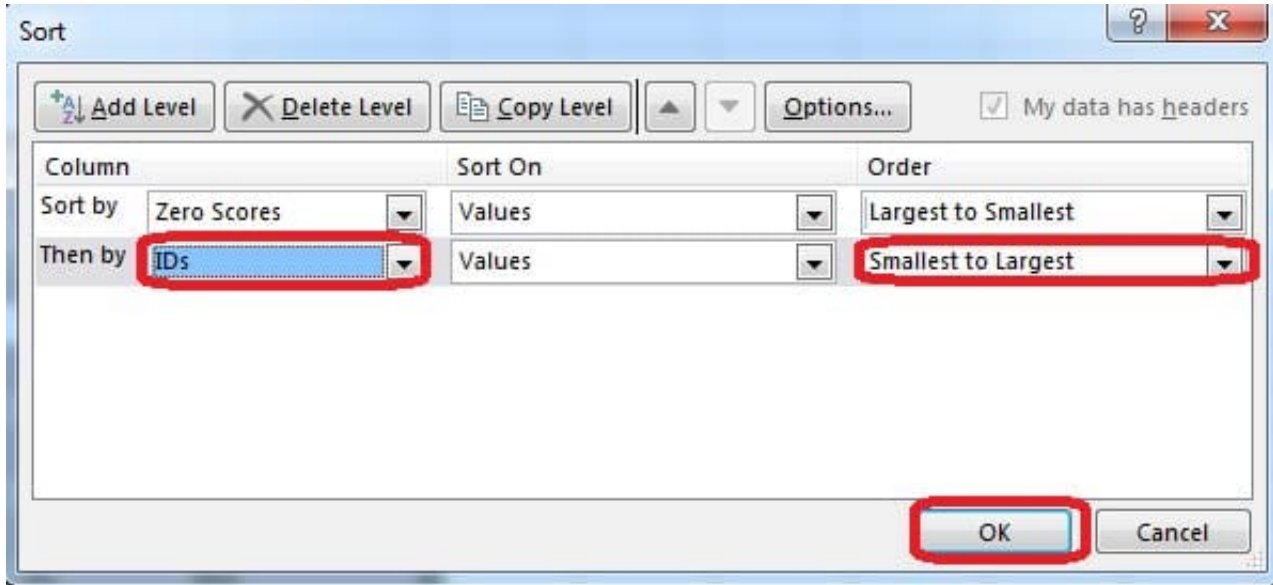 Sort
Add Level Delete Level Copy Level Options... My data has headers
Column Sort On Order
Sort by Zero Scores Values Largest to Smallest
Then by IDs Values Smallest to Largest
OK Cancel